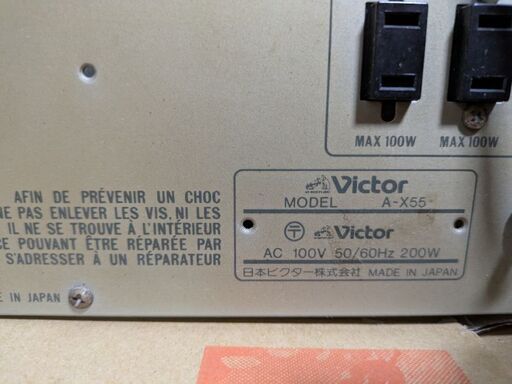 MAX 100W MAX 100W
AFIN DE PRÉVENIR UN CHOC
NE PAS ENLEVER LES VIS, NI LES
IL NE SE TROUVE À L'INTÉRIEUR
CE POUVANT ÊTRE RÉPARÉE PAR
S'ADRESSER À UN RÉPARATEUR
E IN JAPAN
Victor
MODEL A-X55
Victor
AC 100V 50/60Hz 200W
日本ビクター株式会社 MADE IN JAPAN